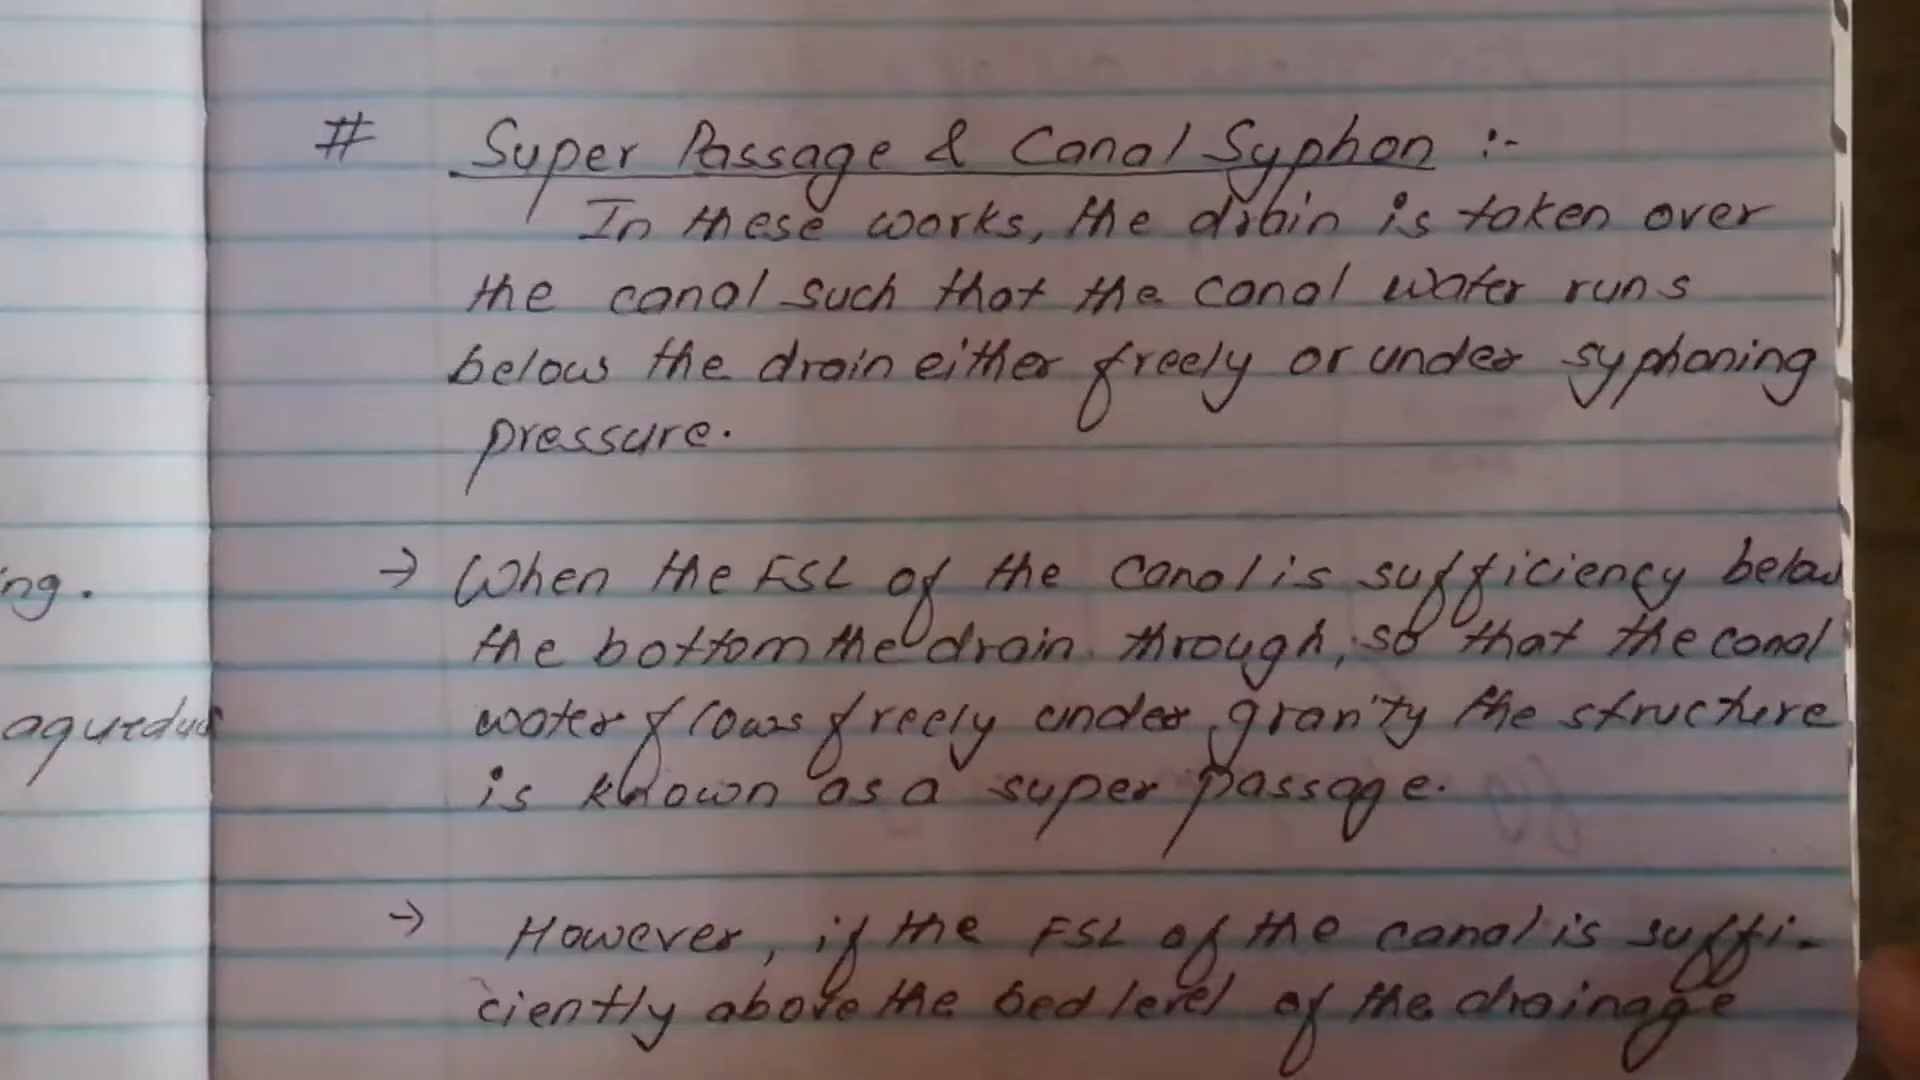 # Super Passage & Canal Syphon :-
In these works, the drain is taken over
the canal such that the canal water runs
below the drain either freely or under syphoning
pressure.
→ When the FSL of the canal is sufficiency below
the bottom the drain through, so that the canal
water flows freely under gravity the structure
is known as a super passage.
→ However, if the FSL of the canal is suffi-
ciently above the bed level of the drainage
ing.
aqueduc